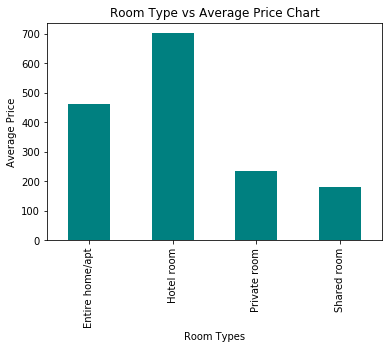 Room Type vs Average Price Chart
700
600
500
400
300
200
100
0
Average Price
Entire home/apt
Hotel room
Private room
Shared room
Room Types